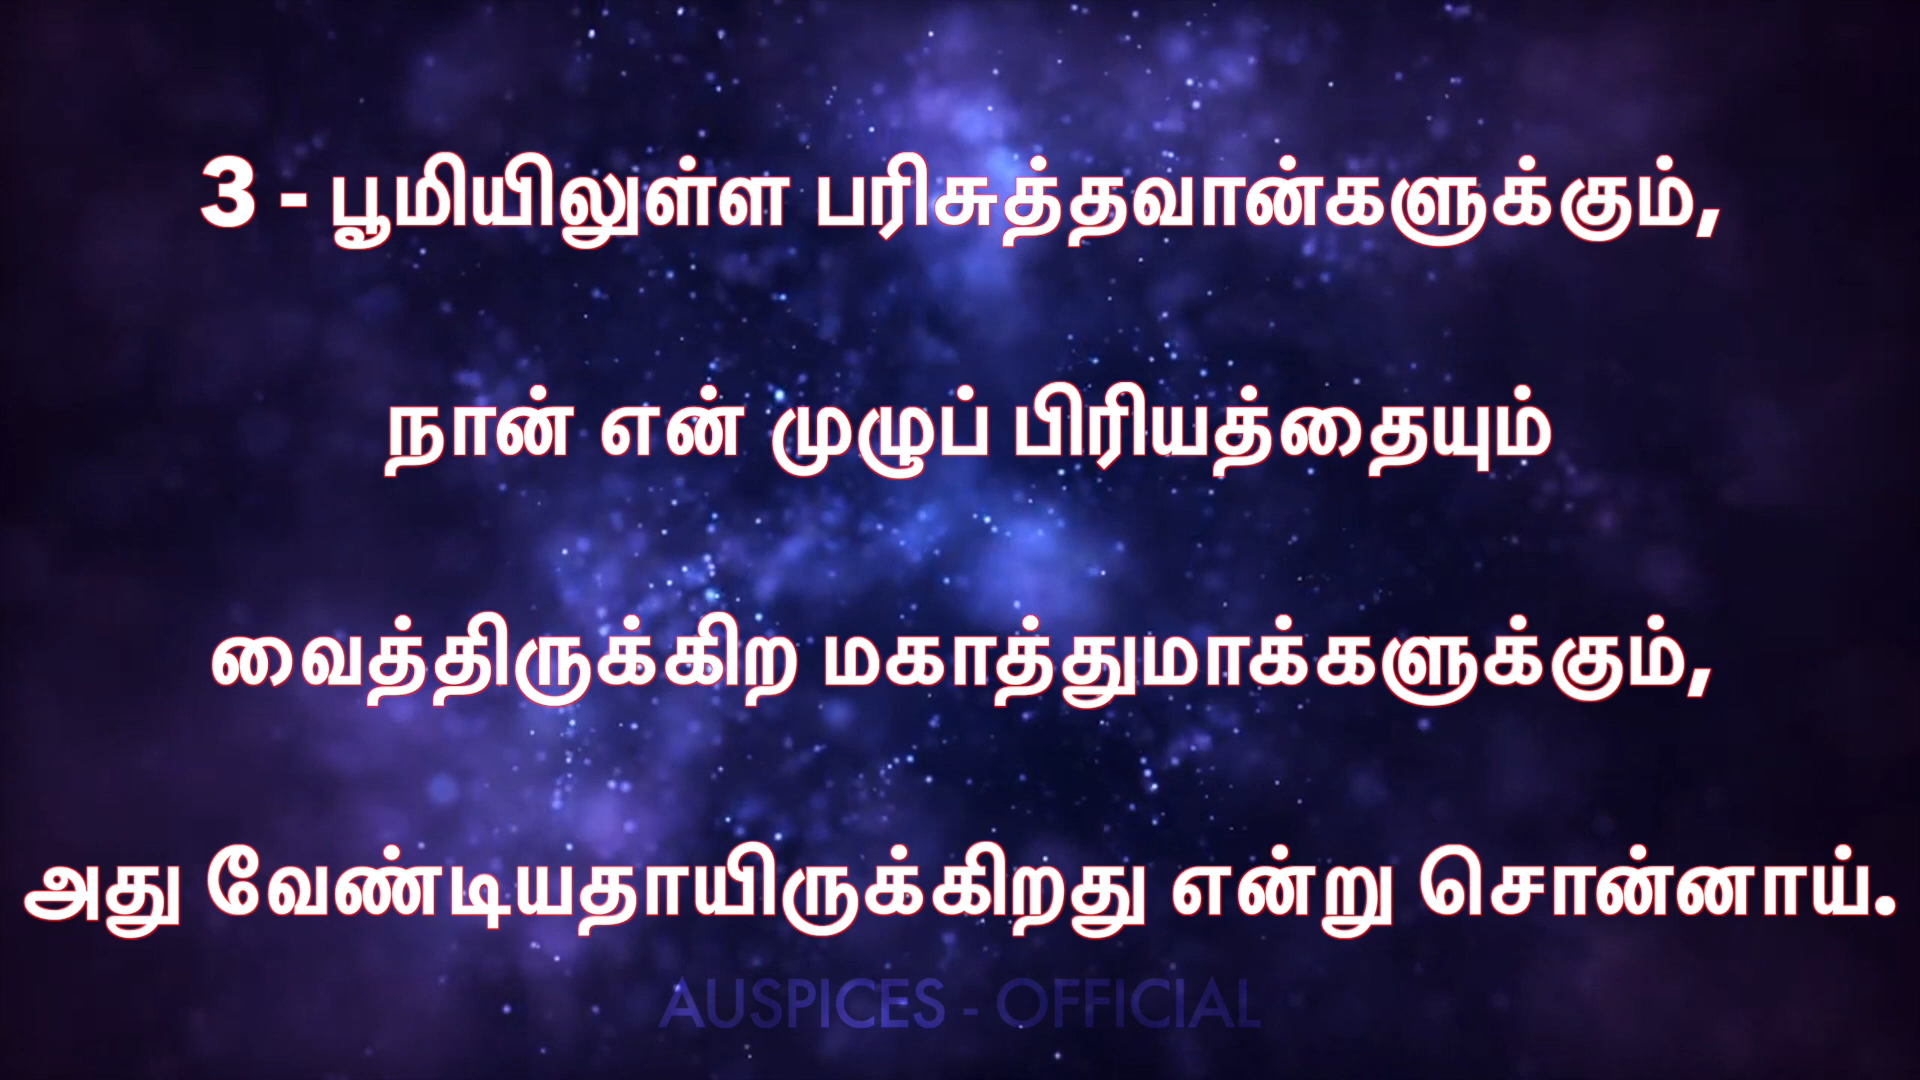 3 - பூமியிலுள்ள பரிசுத்தவான்களுக்கும்,
நான் என் முழுப் பிரியத்தையும்
வைத்திருக்கிற மகாத்துமாக்களுக்கும்,
அது வேண்டியதாயிருக்கிறது என்று சொன்னாய்.
AUSPICES - OFFICIAL